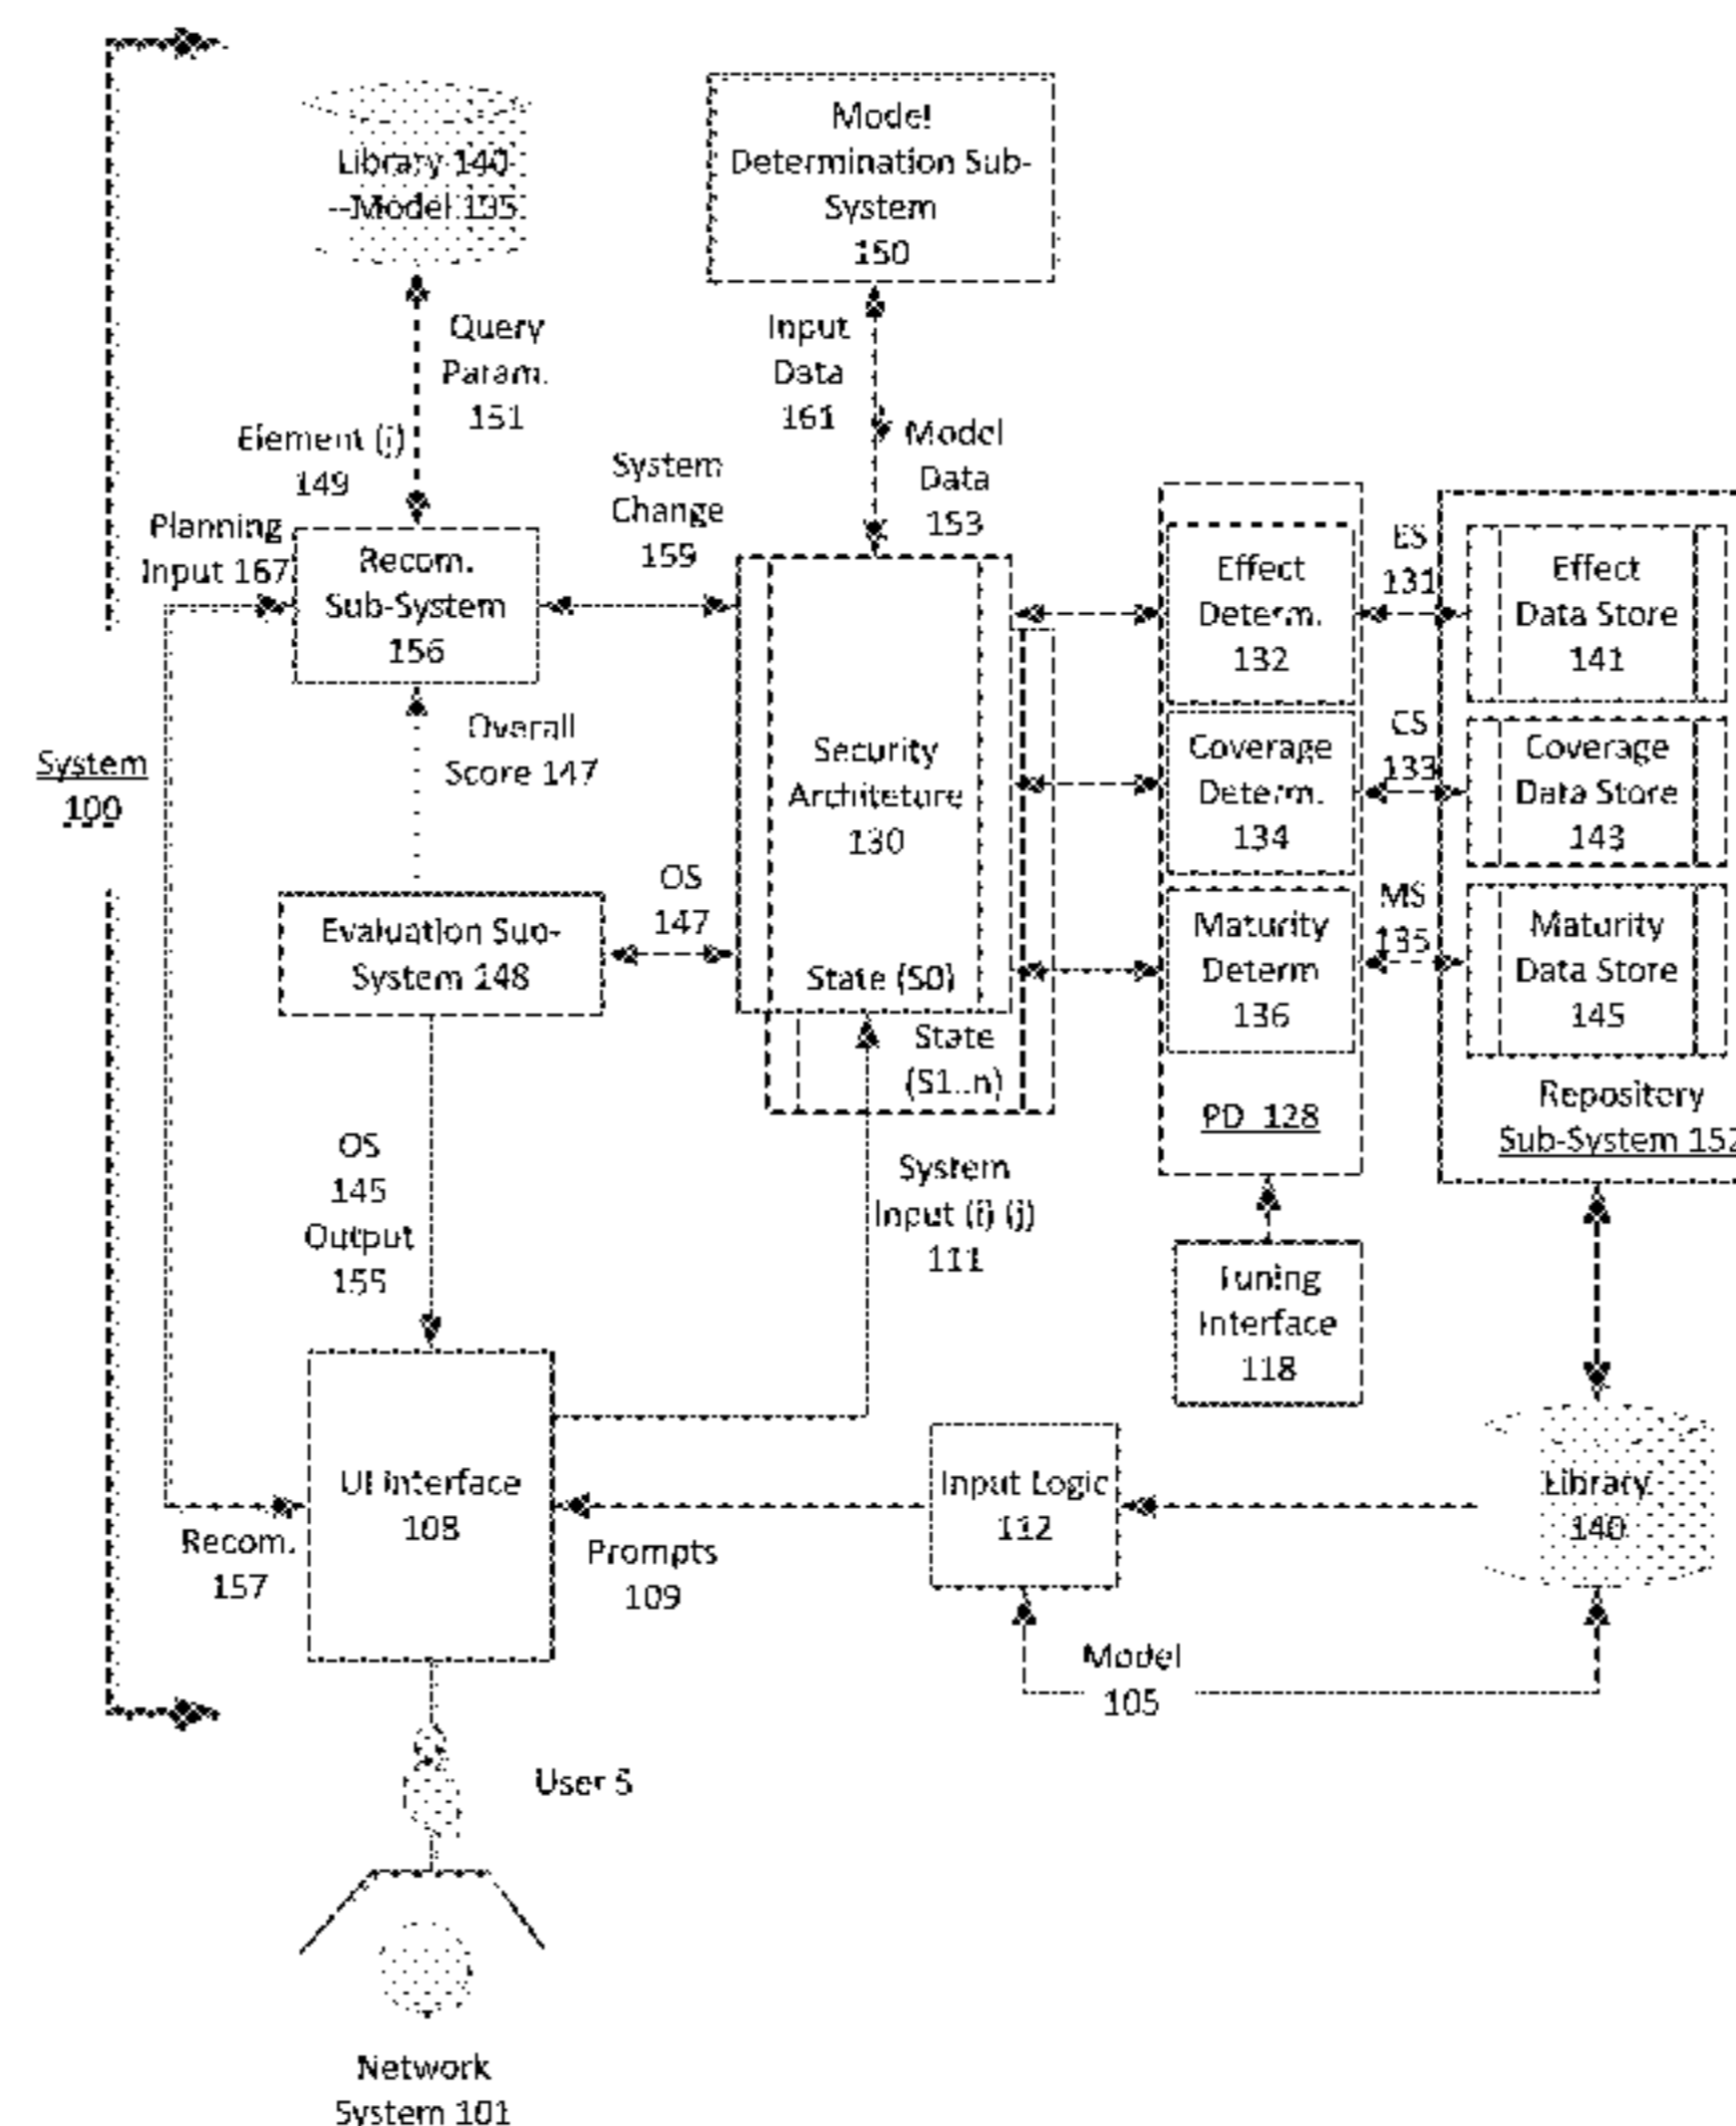 Library 140
--Model 135
Model
Determination Sub-
System
150
Query
Param.
151
Input
Data
161
Model
Data
153
Element (j)
149
System
Change
159
Planning
Input 167
Recom.
Sub-System
156
Effect
Determ.
132
ES
131
Effect
Data Store
141
System
100
Overall
Score 147
Security
Architeture
130
Coverage
Determ.
134
CS
133
Coverage
Data Store
143
Evaluation Sub-
System 148
OS
147
State (S0)
State
(S1..n)
Maturity
Determ
136
MS
135
Maturity
Data Store
145
PD 128
Repository
Sub-System 152
OS
145
Output
155
System
Input (i) (j)
111
Tuning
Interface
118
UI interface
108
Prompts
109
Input Logic
112
Library
140
Recom.
157
Model
105
User 5
Network
System 101